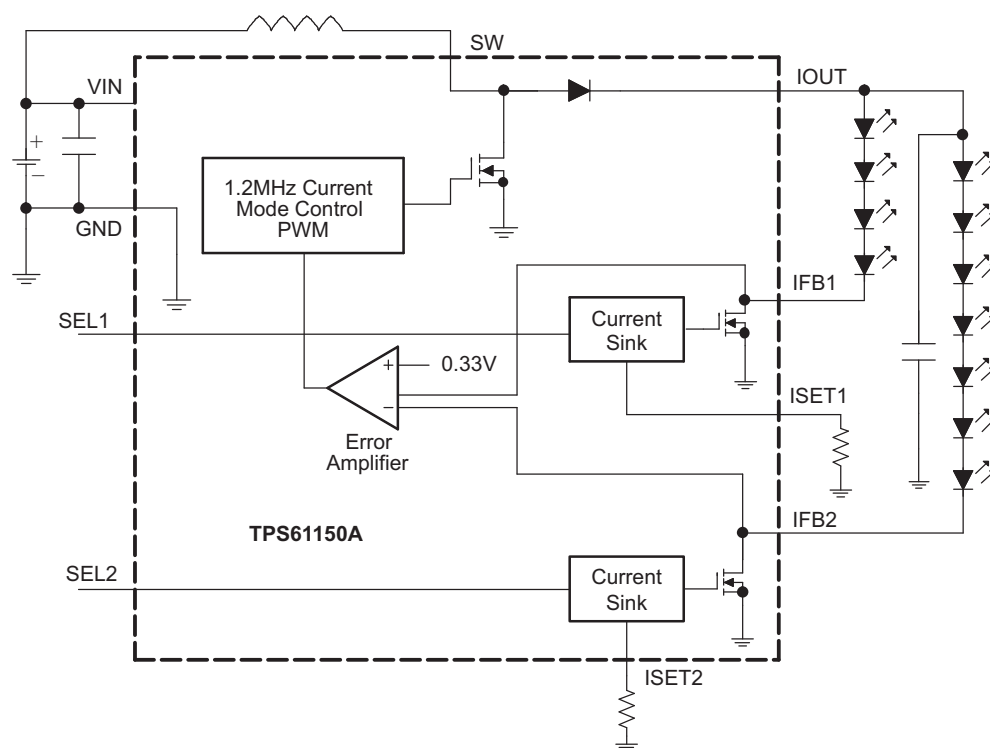 SW
VIN
IOUT
+
−
1.2MHz Current
Mode Control
PWM
GND
IFB1
SEL1
Current
Sink
+
0.33V
−
ISET1
Error
Amplifier
IFB2
TPS61150A
SEL2
Current
Sink
ISET2